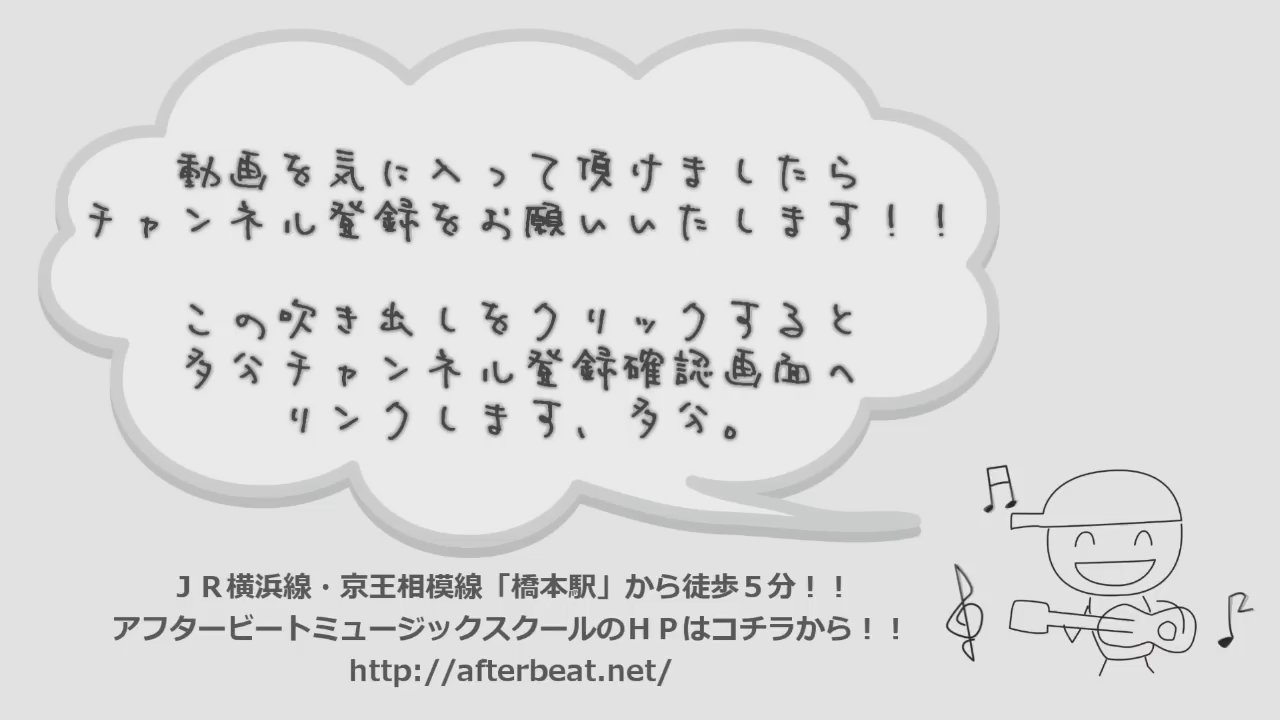 動画を気に入って頂けましたら
チャンネル登録をお願いいたします！！
この吹き出しをクリックすると
多分チャンネル登録確認画面へ
リンクします、多分。
ＪＲ横浜線・京王相模線「橋本駅」から徒歩５分！！
アフタービートミュージックスクールのＨＰはコチラから！！
http://afterbeat.net/